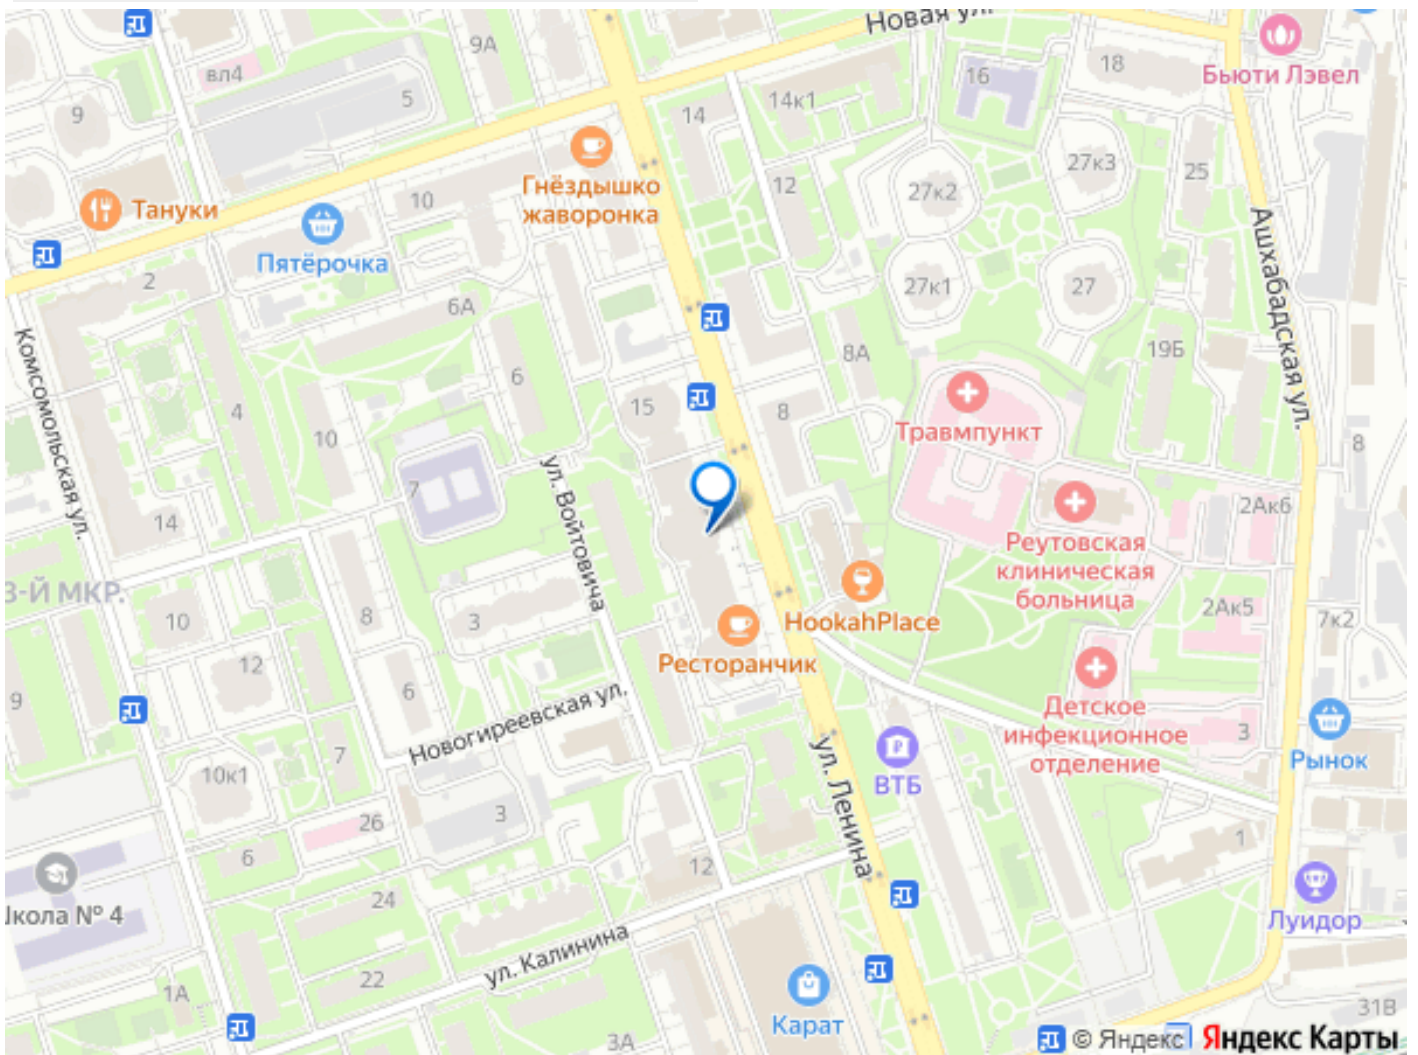 Новая ул.
9А
вл4
5
9
14
14к1
16
18
Бьюти Лэвел
Гнёздышко
жаворонка
12
27к2
27к3
25
Тануки
10
Пятёрочка
2
6А
27к1
27
Ашхабадская ул.
Комсомольская ул.
6
8А
19Б
4
10
15
8
Травмпункт
8
7
ул. Войтовича
14
2Ак6
Реутовская
клиническая
больница
3-Й МКР.
10
8
3
HookahPlace
2Ак5
7к2
Ресторанчик
12
6
9
Новогиреевская ул.
Детское
инфекционное
отделение
3
Рынок
10к1
7
ВТБ
ул. Ленина
26
3
6
12
1
24
Школа № 4
Луидор
ул. Калинина
22
1А
Карат
3А
31В
© Яндекс Яндекс Карты